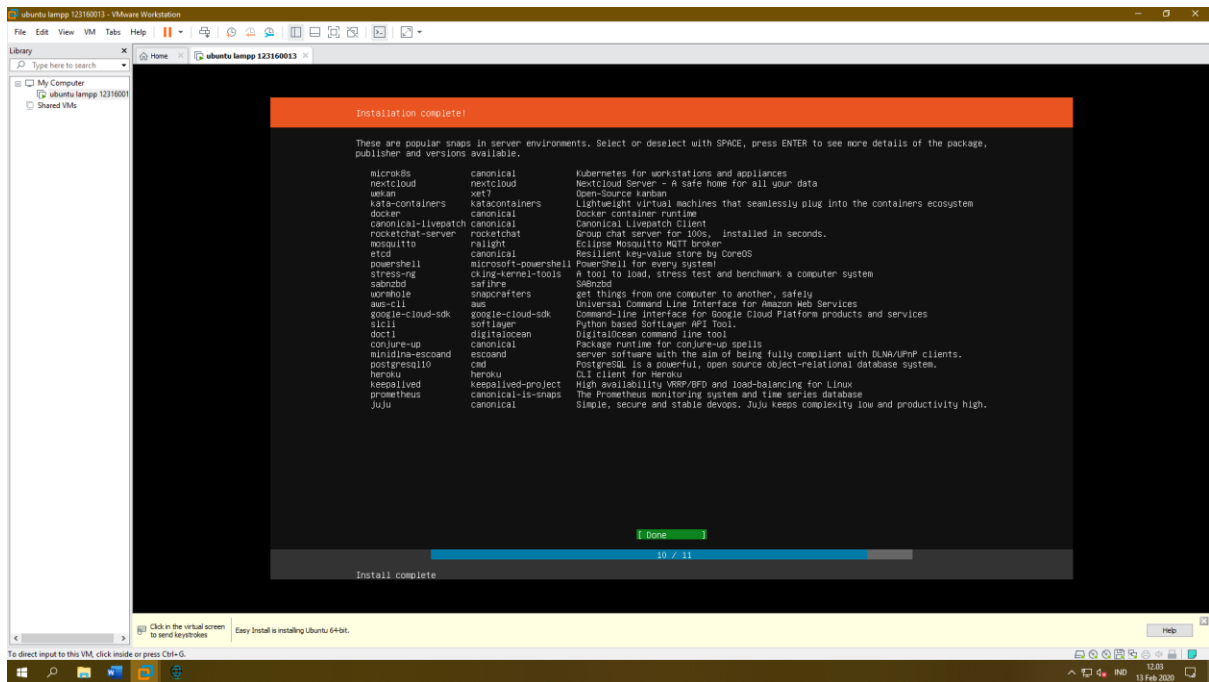 ubuntu lampp 123160013 - VMware Workstation
File Edit View VM Tabs Help
Library
Type here to search
My Computer
ubuntu lampp 12316001
Shared VMs
Home
ubuntu lampp 123160013
Installation complete!
These are popular snaps in server environments. Select or deselect with SPACE, press ENTER to see more details of the package,
publisher and versions available.
microk8s canonical Kubernetes for workstations and appliances
nextcloud nextcloud Nextcloud Server - A safe home for all your data
wekan xet7 Open-Source kanban
kata-containers katacontainers Lightweight virtual machines that seamlessly plug into the containers ecosystem
docker canonical Docker container runtime
canonical-livepatch canonical Canonical Livepatch Client
rocketchat-server rocketchat Group chat server for 100s, installed in seconds.
mosquitto ralight Eclipse Mosquitto MQTT broker
etcd canonical Resilient key-value store by CoreOS
powershell microsoft-powershell PowerShell for every system!
stress-ng cking-kernel-tools A tool to load, stress test and benchmark a computer system
sabnzbd safihre SABnzbd
wormhole snapcrafters get things from one computer to another, safely
aws-cli aws Universal Command Line Interface for Amazon Web Services
google-cloud-sdk google-cloud-sdk Command-line interface for Google Cloud Platform products and services
slcli softlayer Python based SoftLayer API Tool.
doctl digitalocean DigitalOcean command line tool
conjure-up canonical Package runtime for conjure-up spells
minidlna-escoand escoand server software with the aim of being fully compliant with DLNA/UPnP clients.
postgresql10 cmd PostgreSQL is a powerful, open source object-relational database system.
heroku heroku CLI client for Heroku
keepalived keepalived-project High availability VRRP/BFD and load-balancing for Linux
prometheus canonical-is-snaps The Prometheus monitoring system and time series database
juju canonical Simple, secure and stable devops. Juju keeps complexity low and productivity high.
[ Done ]
10 / 11
Install complete
Click in the virtual screen
to send keystrokes
Easy Install is installing Ubuntu 64-bit.
Help
To direct input to this VM, click inside or press Ctrl+G.
IND
12.03
13 Feb 2020